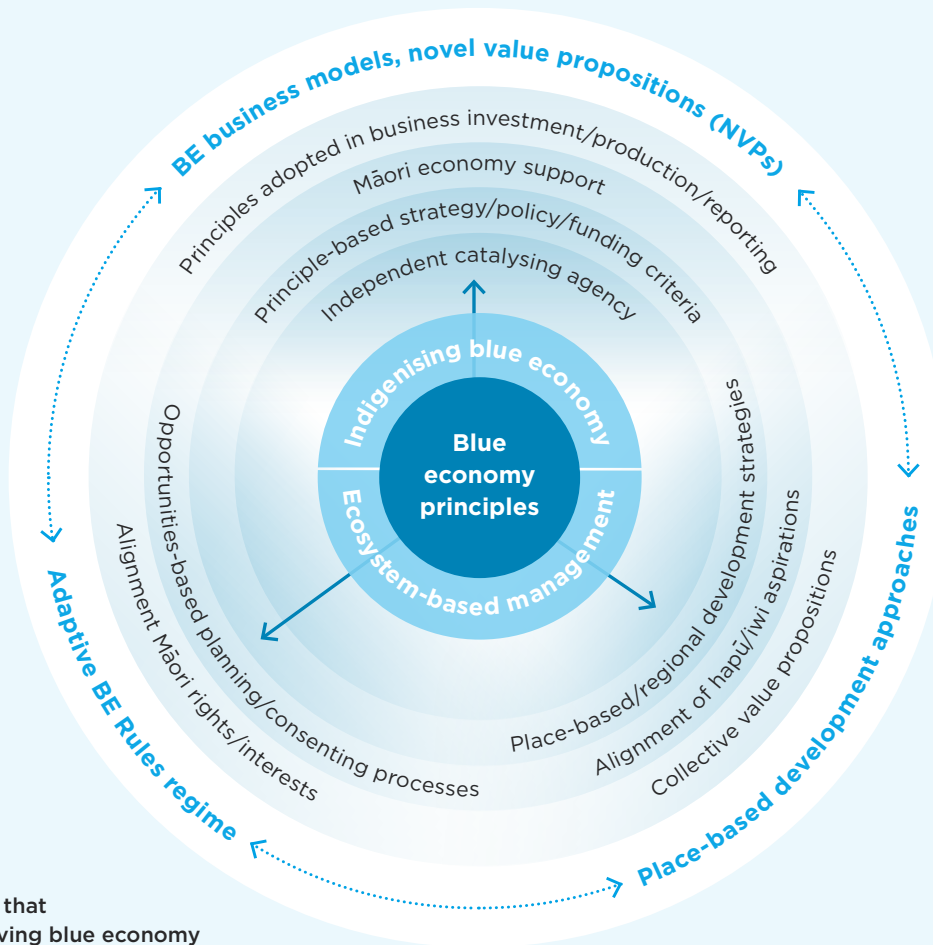 BE business models, novel value propositions (NVPs)
Principles adopted in business investment/production/reporting
Māori economy support
Principle-based strategy/policy/funding criteria
Independent catalysing agency
Indigenising blue economy
Blue
economy
principles
Ecosystem-based management
Opportunities-based planning/consenting processes
Alignment Māori rights/interests
Adaptive BE Rules regime
Place-based/regional development strategies
Alignment of hapū/iwi aspirations
Collective value propositions
Place-based development approaches
that
ving blue economy